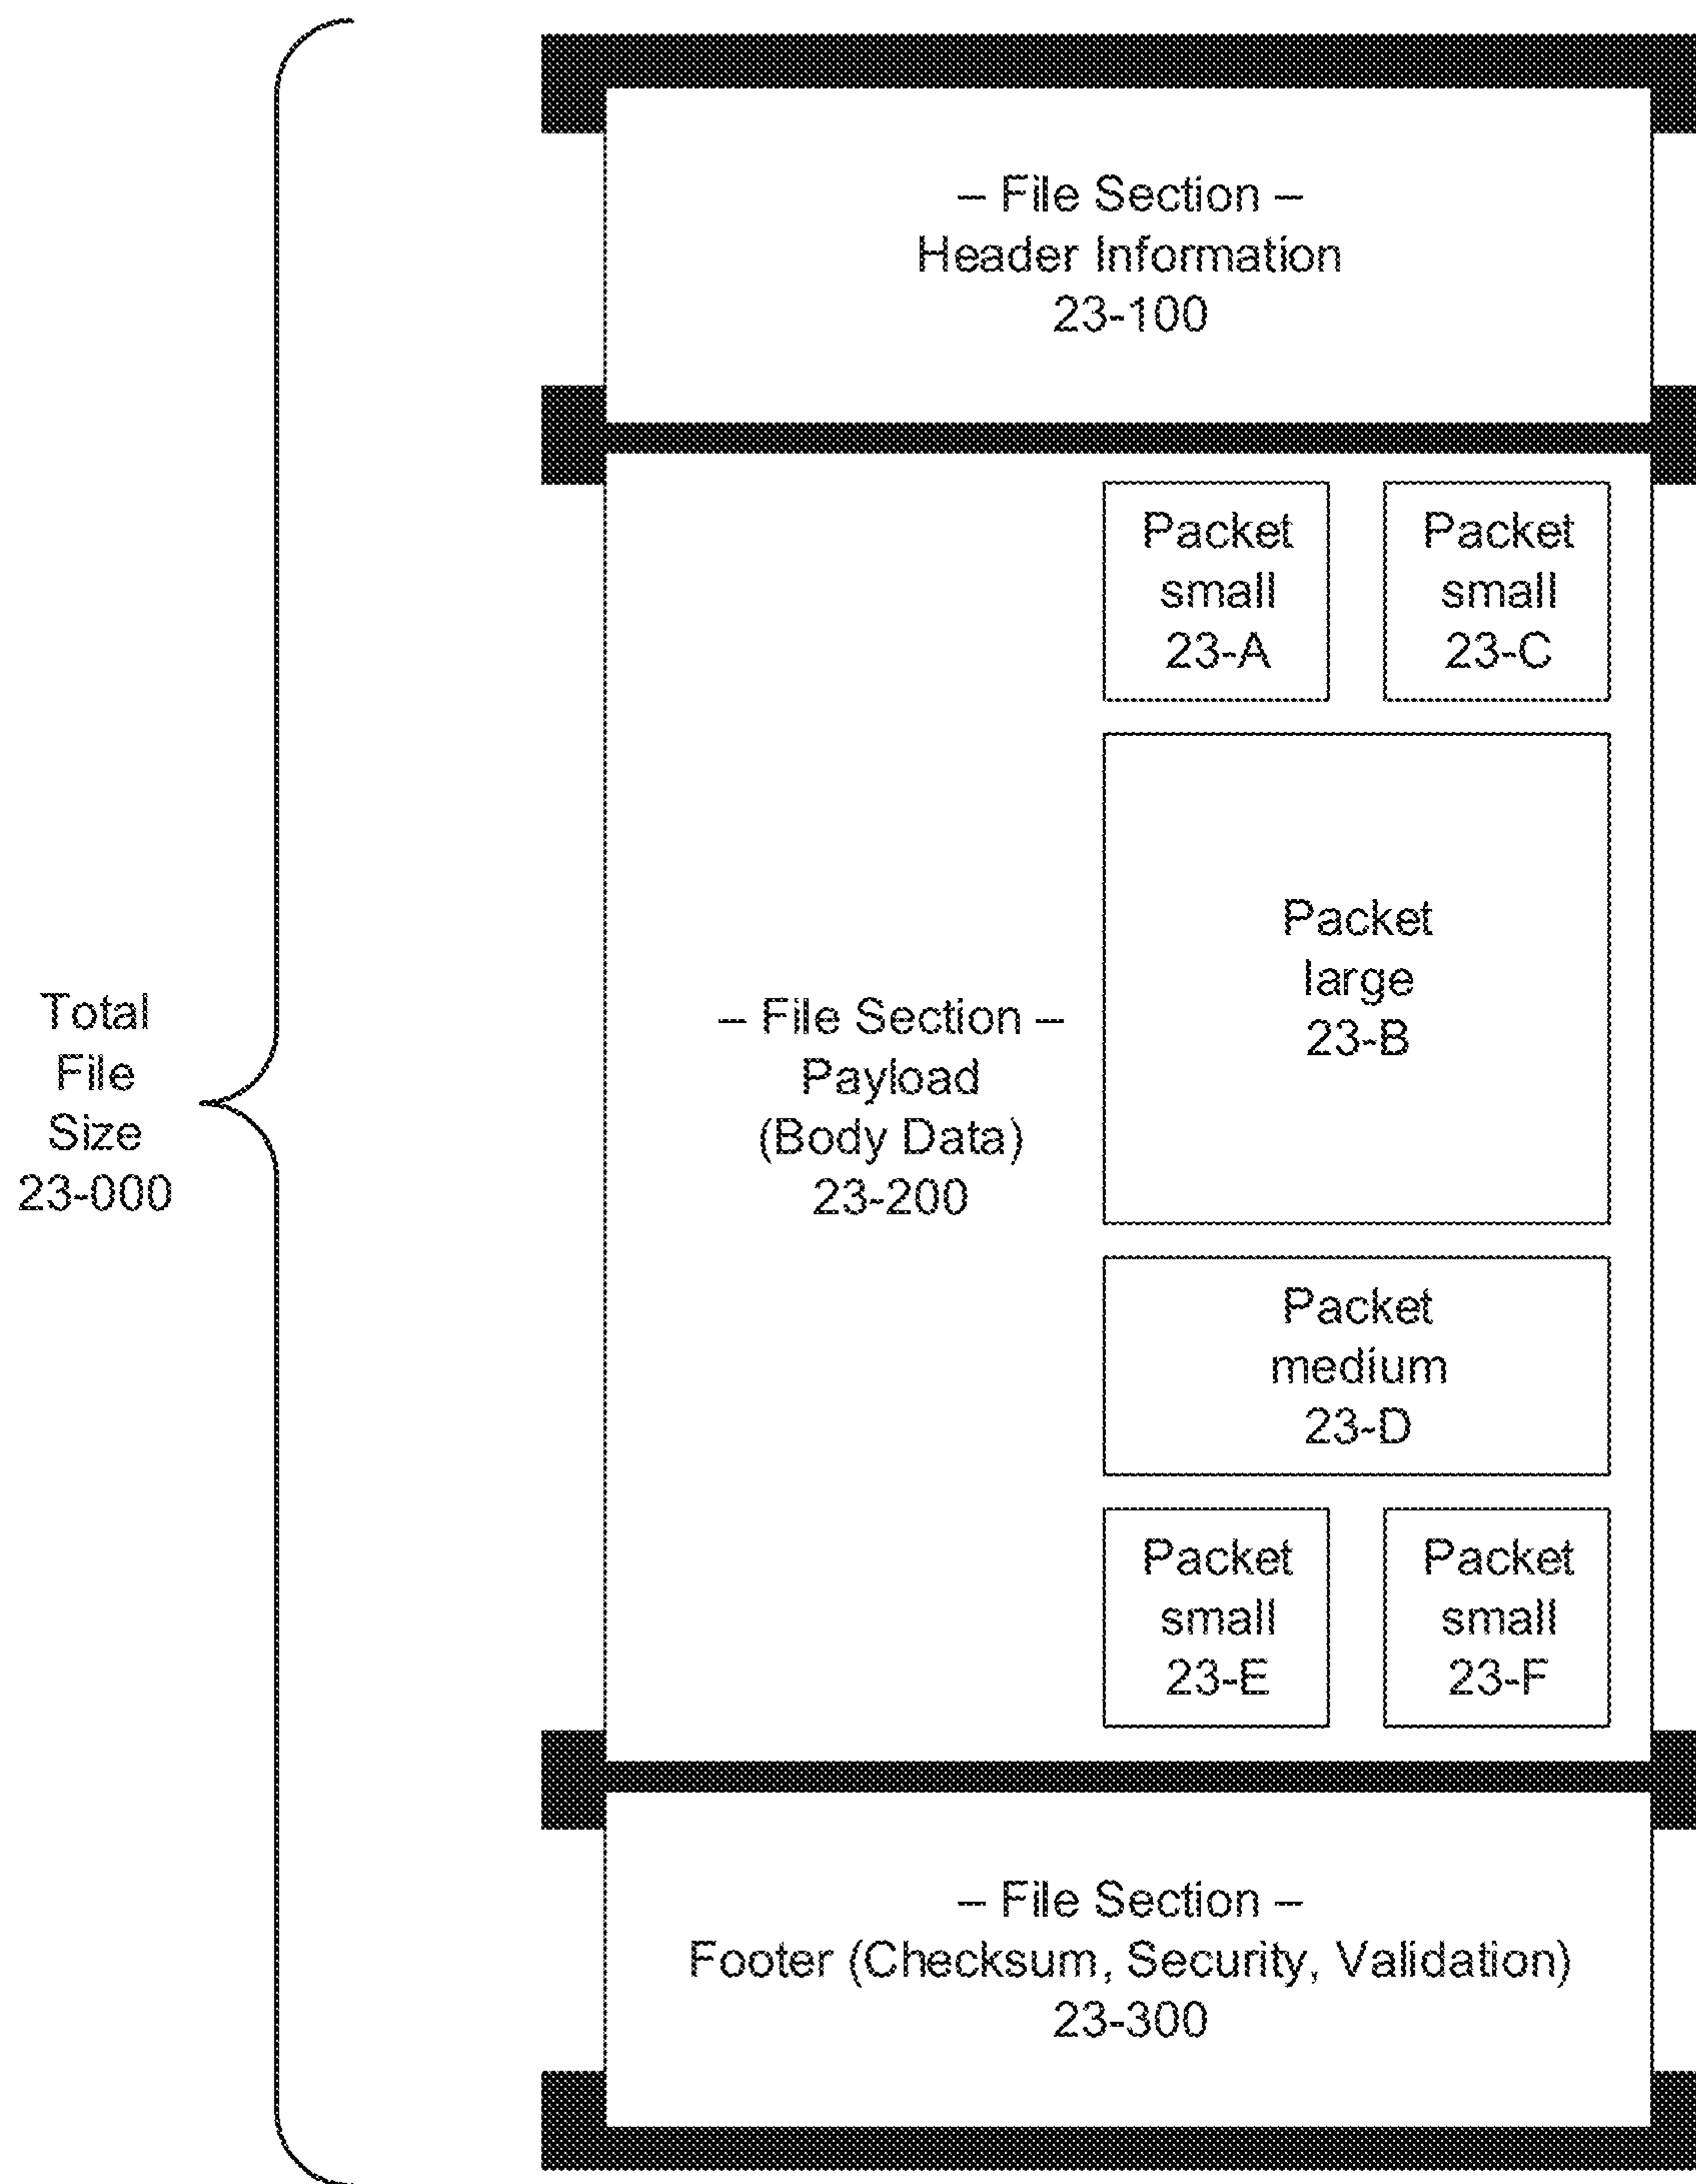 Total
File
Size
23-000
– File Section –
Header Information
23-100
– File Section –
Payload
(Body Data)
23-200
Packet
small
23-A
Packet
small
23-C
Packet
large
23-B
Packet
medium
23-D
Packet
small
23-E
Packet
small
23-F
– File Section –
Footer (Checksum, Security, Validation)
23-300